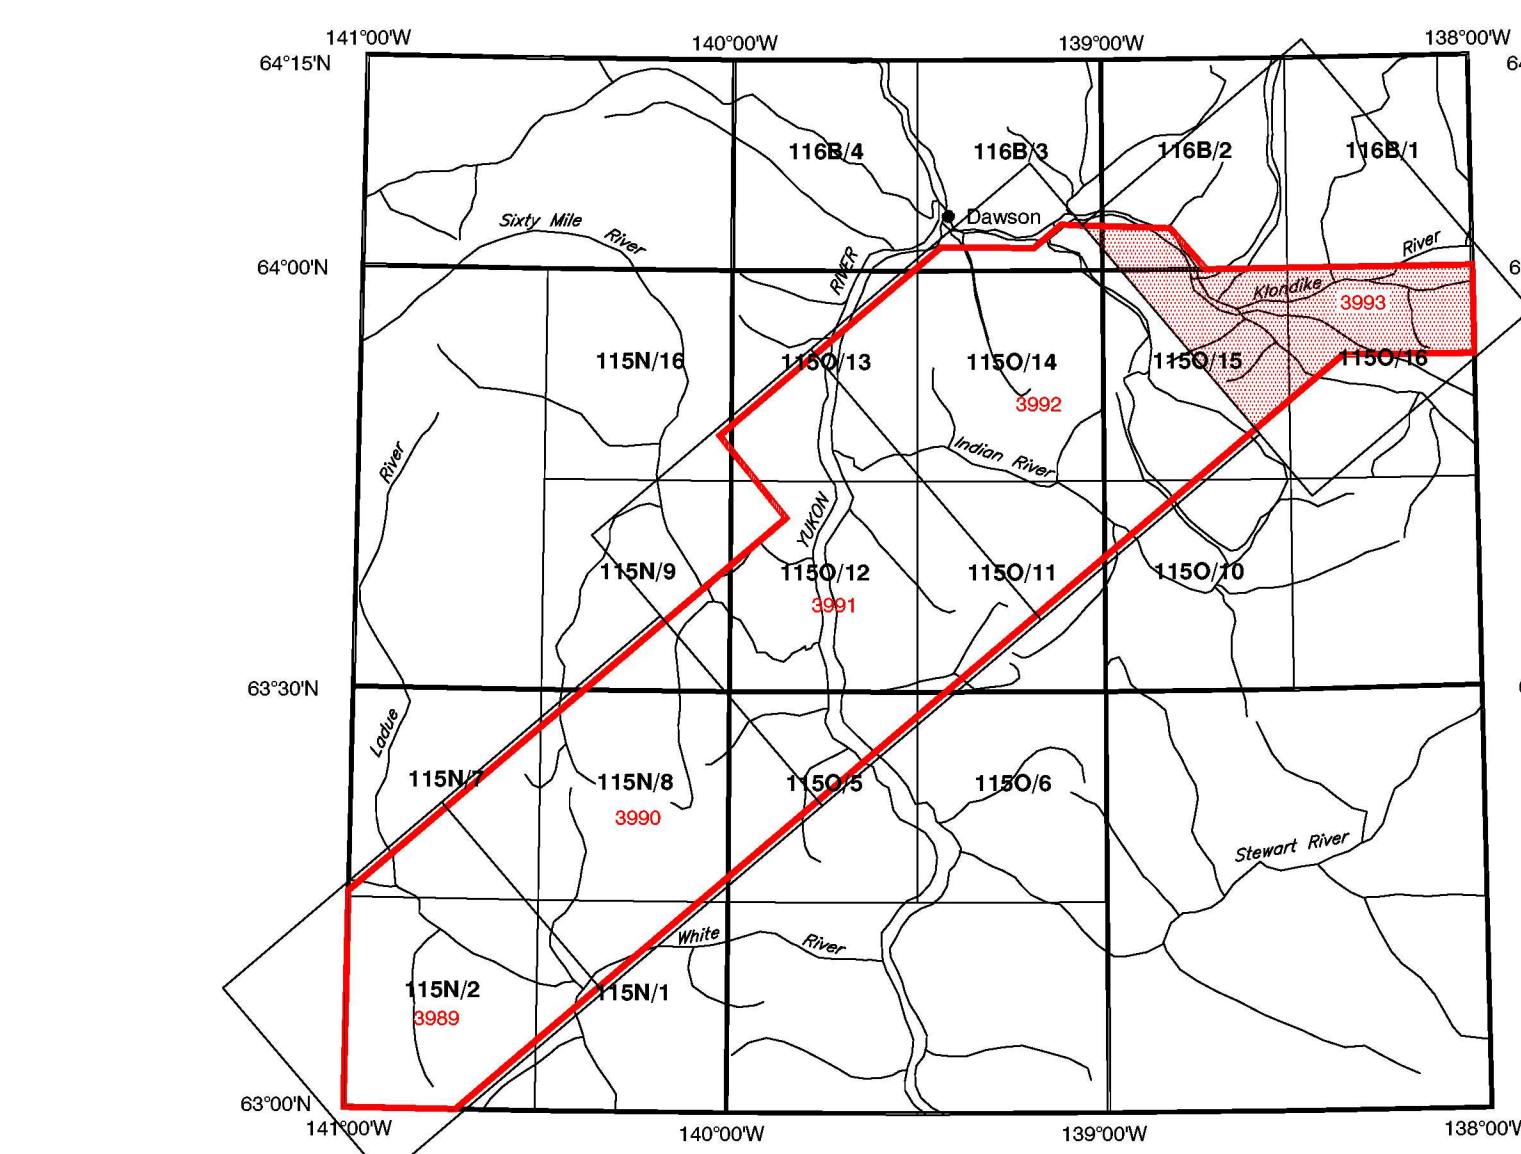 141°00'W
140°00'W
139°00'W
138°00'W
64°15'N
116B/4
116B/3
116B/2
116B/1
Sixty Mile River
Dawson
RIVER
River
64°00'N
Klondike
3993
115N/16
115O/13
115O/14
115O/15
115O/16
3992
River
Indian River
YUKON
115N/9
115O/12
115O/11
115O/10
3991
63°30'N
Ladue
115N/7
115N/8
115O/5
115O/6
3990
Stewart River
White River
115N/2
115N/1
3989
63°00'N
141°00'W
140°00'W
139°00'W
138°00'W